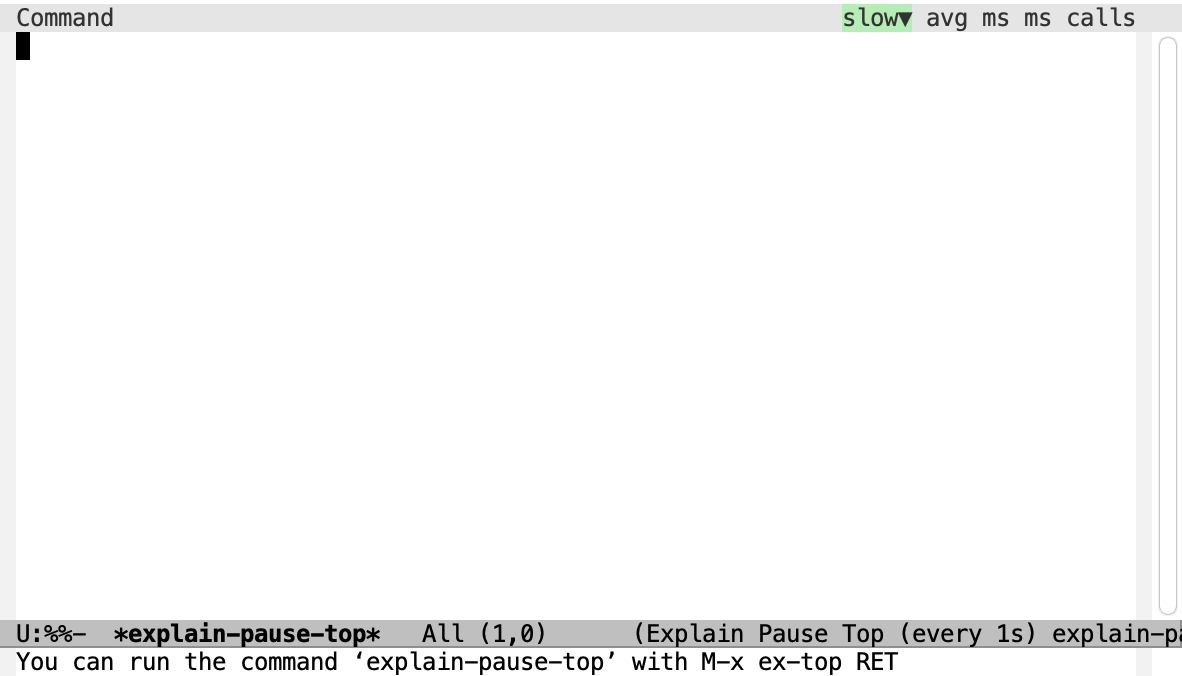 Command slow▼ avg ms ms calls
U:%%- *explain-pause-top* All (1,0) (Explain Pause Top (every 1s) explain-pa
You can run the command ‘explain-pause-top’ with M-x ex-top RET